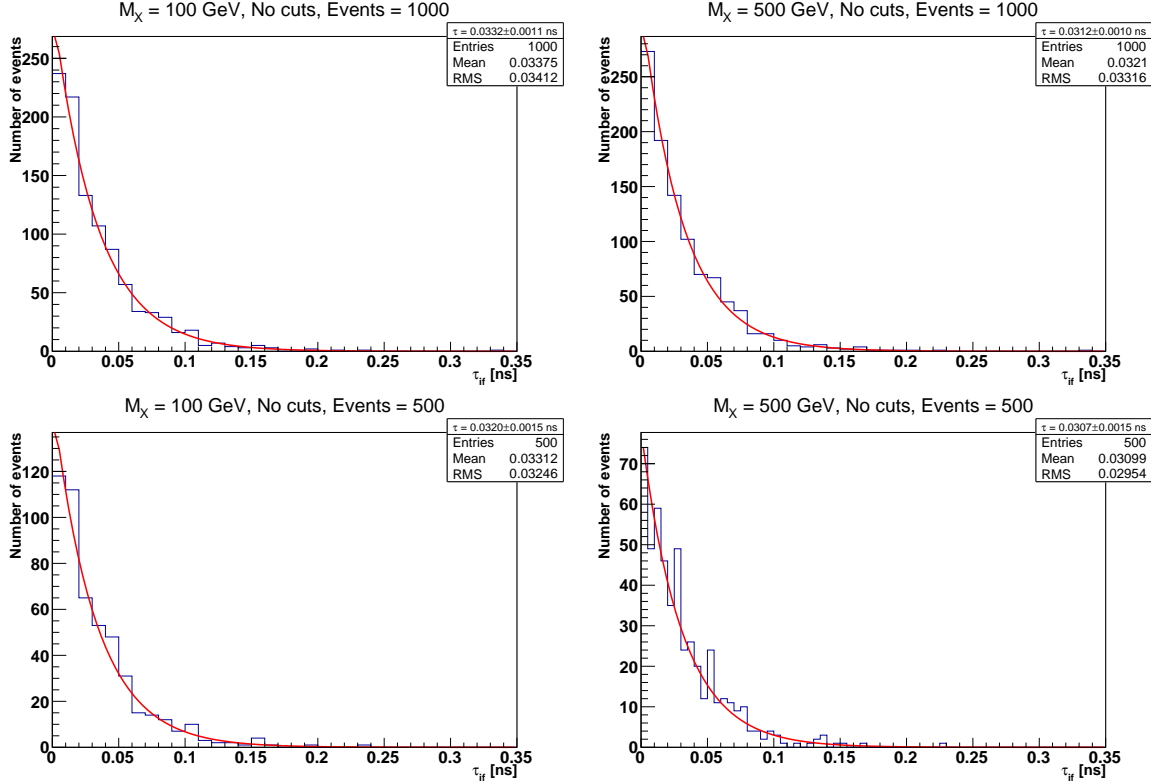 M_X = 100 GeV, No cuts, Events = 1000
τ = 0.0332±0.0011 ns
Entries 1000
Mean 0.03375
RMS 0.03412
Number of events
250
200
150
100
50
0
0 0.05 0.1 0.15 0.2 0.25 0.3 0.35
τ_if [ns]
M_X = 500 GeV, No cuts, Events = 1000
τ = 0.0312±0.0010 ns
Entries 1000
Mean 0.0321
RMS 0.03316
Number of events
250
200
150
100
50
0
0 0.05 0.1 0.15 0.2 0.25 0.3 0.35
τ_if [ns]
M_X = 100 GeV, No cuts, Events = 500
τ = 0.0320±0.0015 ns
Entries 500
Mean 0.03312
RMS 0.03246
Number of events
120
100
80
60
40
20
0
0 0.05 0.1 0.15 0.2 0.25 0.3 0.35
τ_if [ns]
M_X = 500 GeV, No cuts, Events = 500
τ = 0.0307±0.0015 ns
Entries 500
Mean 0.03099
RMS 0.02954
Number of events
70
60
50
40
30
20
10
0
0 0.05 0.1 0.15 0.2 0.25 0.3 0.35
τ_if [ns]